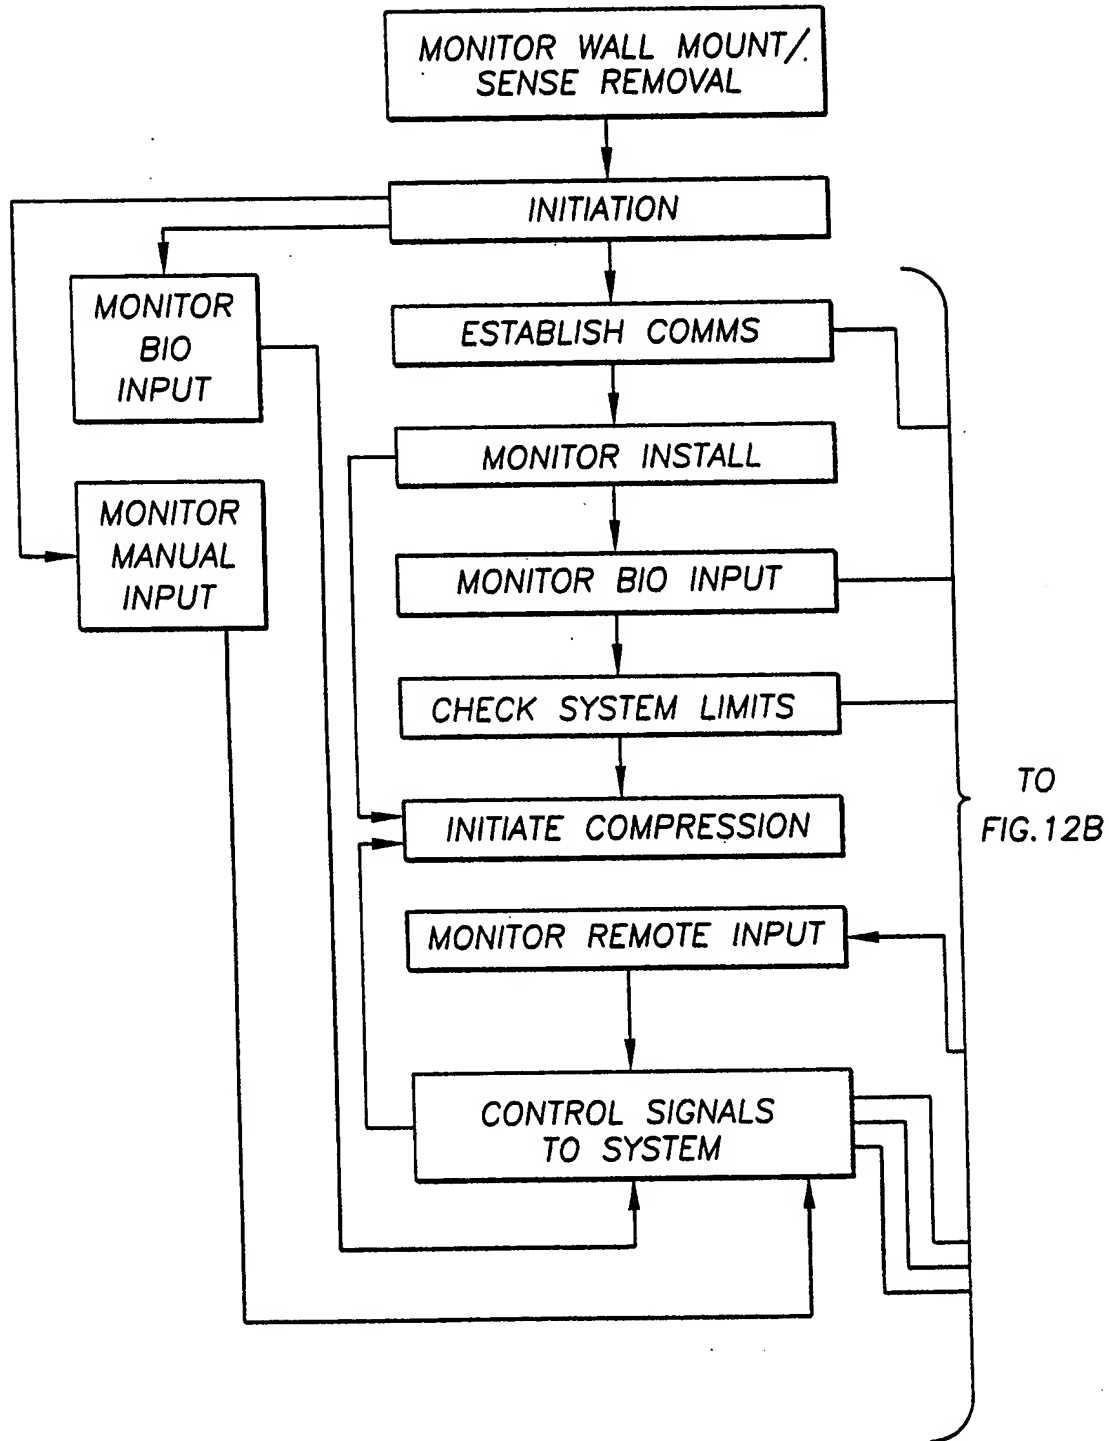 MONITOR WALL MOUNT/
SENSE REMOVAL
INITIATION
MONITOR
BIO
INPUT
ESTABLISH COMMS
MONITOR INSTALL
MONITOR
MANUAL
INPUT
MONITOR BIO INPUT
CHECK SYSTEM LIMITS
INITIATE COMPRESSION
TO
FIG.12B
MONITOR REMOTE INPUT
CONTROL SIGNALS
TO SYSTEM